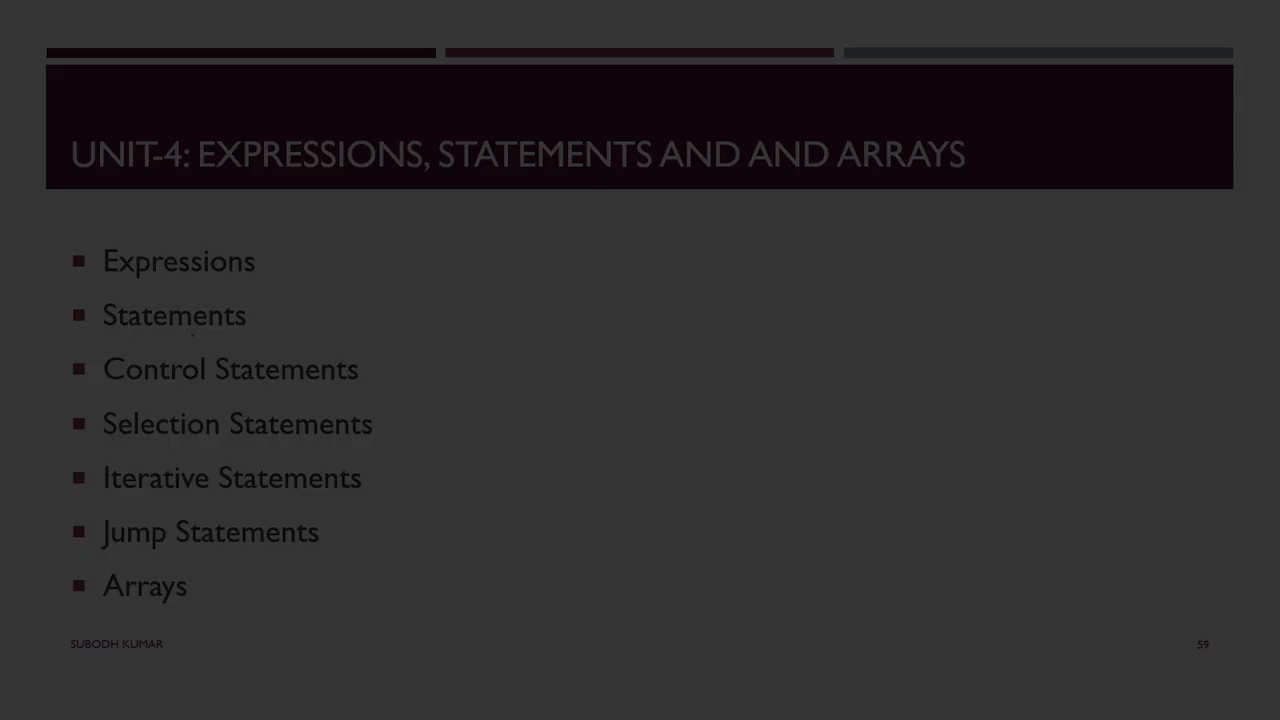 UNIT-4: EXPRESSIONS, STATEMENTS AND AND ARRAYS
Expressions
Statements
Control Statements
Selection Statements
Iterative Statements
Jump Statements
Arrays
SUBODH KUMAR
59